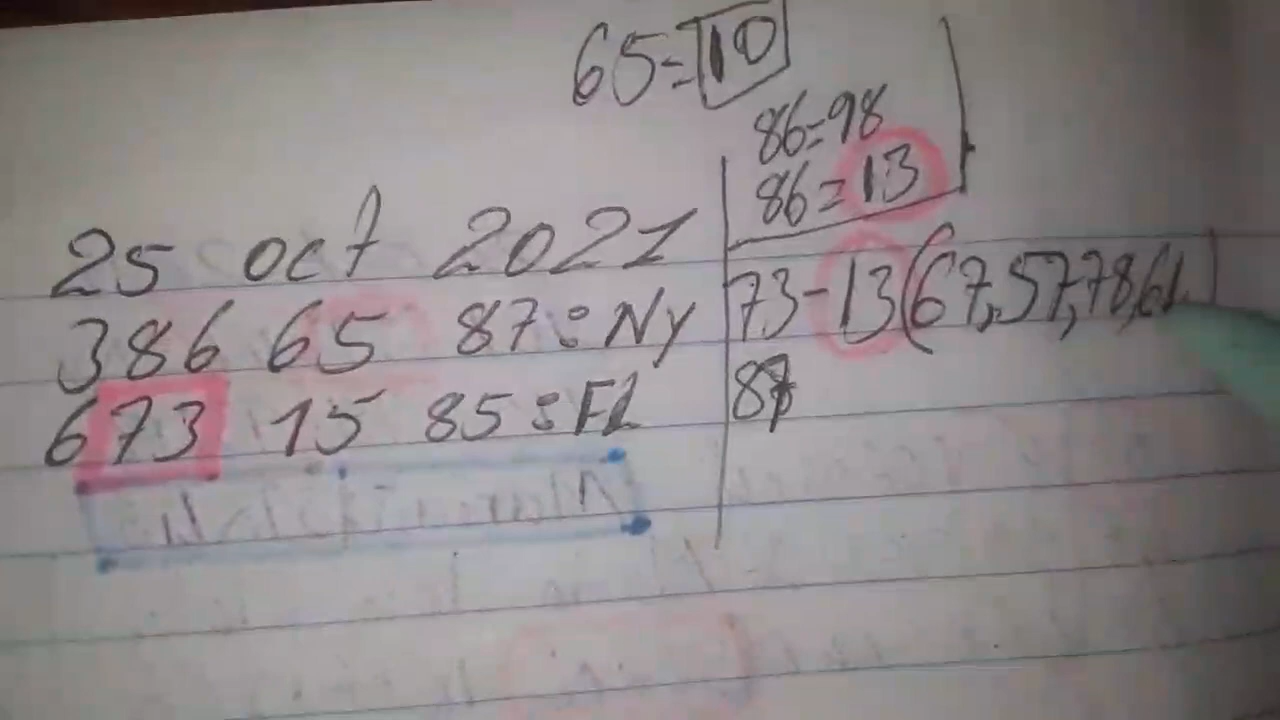 65=10
86=98
86=13
25 oct 2021
386 65 87:Ny
673 15 85:FL
73-13(67,57,78,61
87